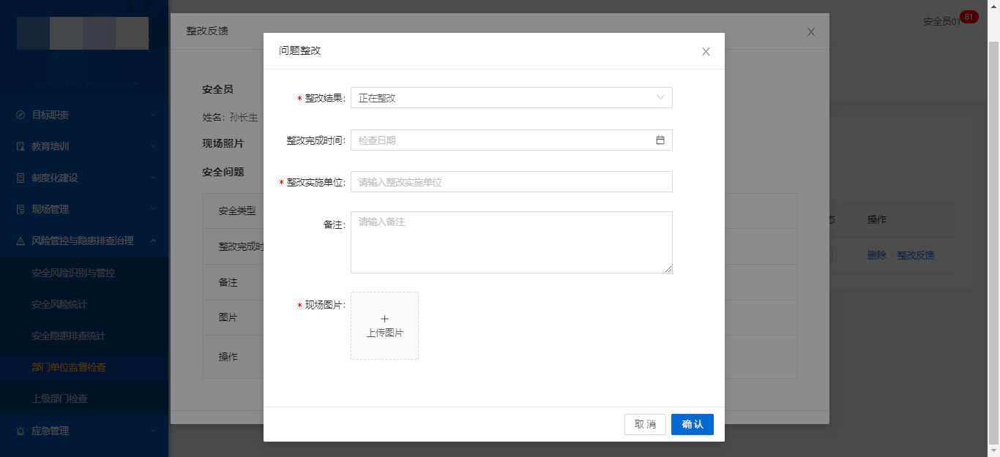 安全员01
81
目标职责
教育培训
制度化建设
现场管理
风险管控与隐患排查治理
安全风险识别与管控
安全风险统计
安全隐患排查统计
部门单位监督检查
上级部门检查
应急管理
整改反馈
安全员
姓名: 孙长生
现场照片
安全问题
安全类型
整改完成时
备注
图片
操作
问题整改
* 整改结果: 正在整改
整改完成时间: 检查日期
* 整改实施单位: 请输入整改实施单位
备注: 请输入备注
* 现场图片:
+
上传图片
取 消 确 认
态 操作
删除 整改反馈